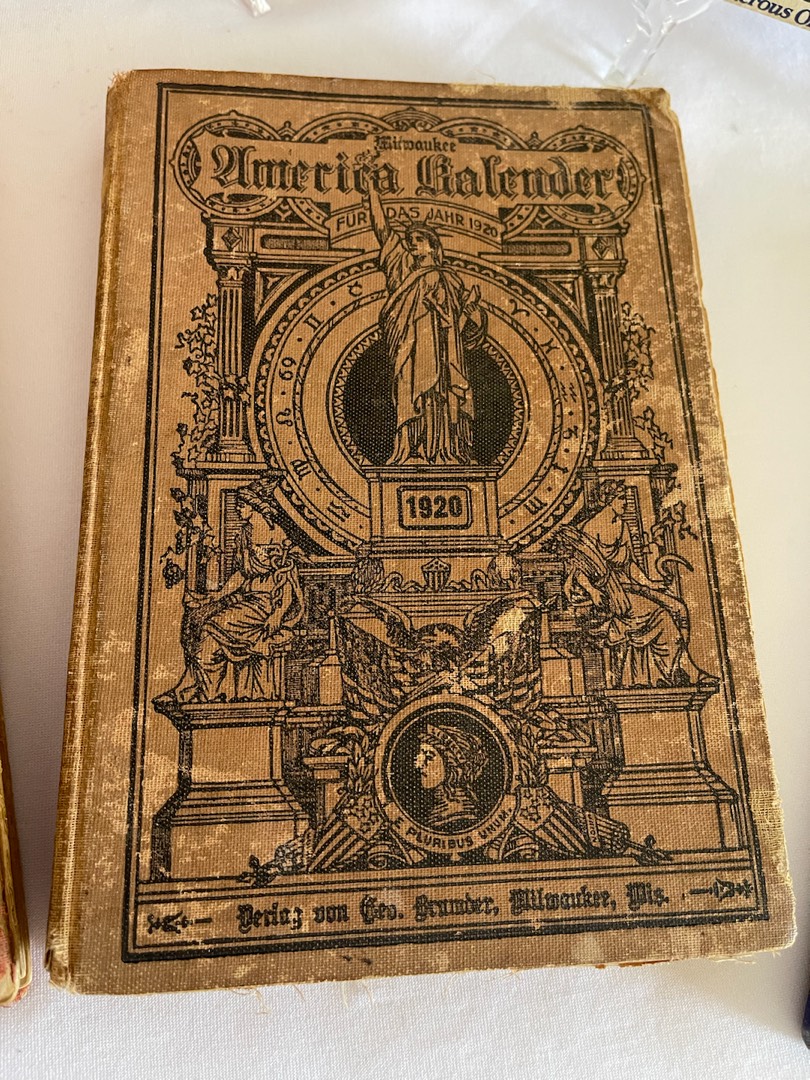 Milwaukee
America Kalender
FÜR DAS JAHR 1920
1920
E PLURIBUS UNUM
Verlag von Geo. Brumder, Milwaukee, Wis.